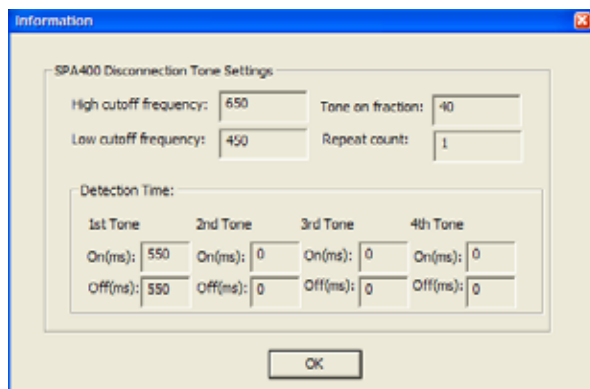 Information
SPA400 Disconnection Tone Settings
High cutoff frequency: 650 Tone on fraction: 40
Low cutoff frequency: 450 Repeat count: 1
Detection Time:
1st Tone 2nd Tone 3rd Tone 4th Tone
On(ms): 550 On(ms): 0 On(ms): 0 On(ms): 0
Off(ms): 550 Off(ms): 0 Off(ms): 0 Off(ms): 0
OK